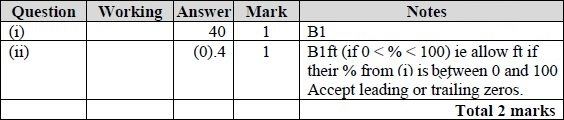 Question Working Answer Mark Notes
(i) 40 1 B1
(ii) (0).4 1 B1ft (if 0 < % < 100) ie allow ft if
their % from (i) is between 0 and 100
Accept leading or trailing zeros.
Total 2 marks